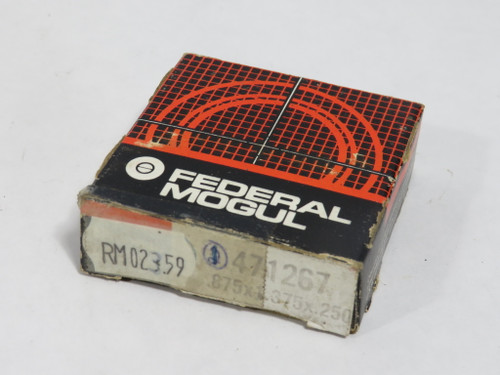 FEDERAL
MOGUL
RM02359
471267
.875X1.375X.250